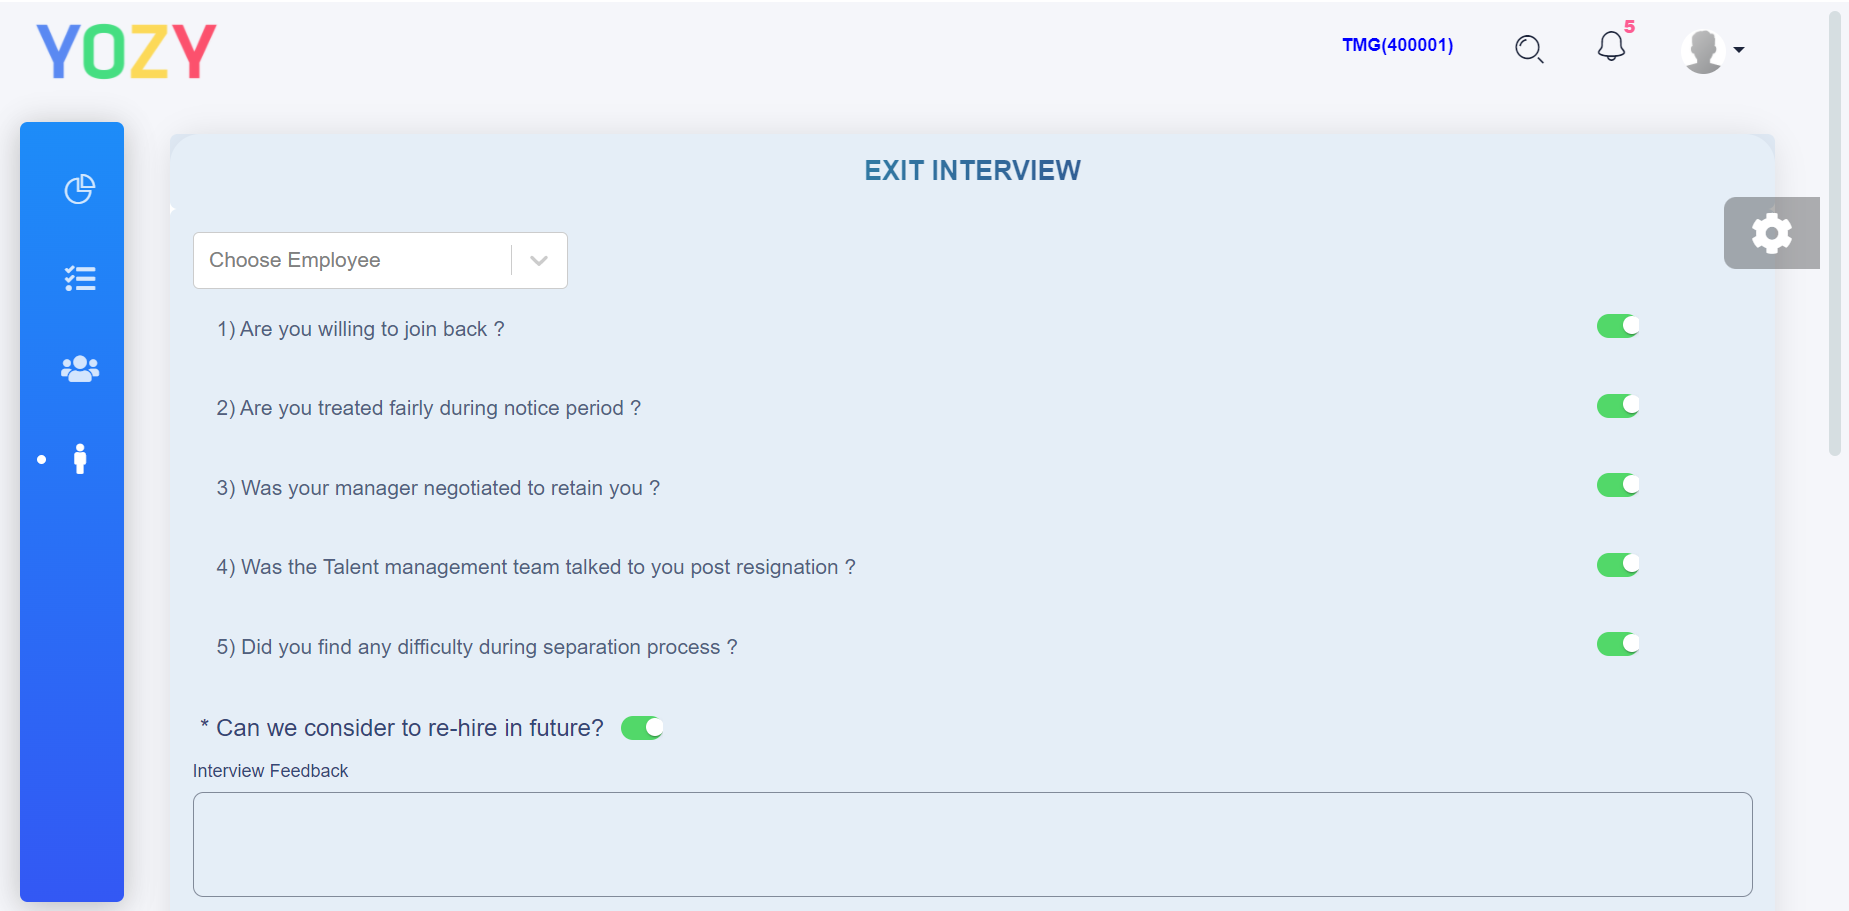 YOZY
TMG(400001)
5
EXIT INTERVIEW
Choose Employee
1) Are you willing to join back ?
2) Are you treated fairly during notice period ?
3) Was your manager negotiated to retain you ?
4) Was the Talent management team talked to you post resignation ?
5) Did you find any difficulty during separation process ?
* Can we consider to re-hire in future?
Interview Feedback